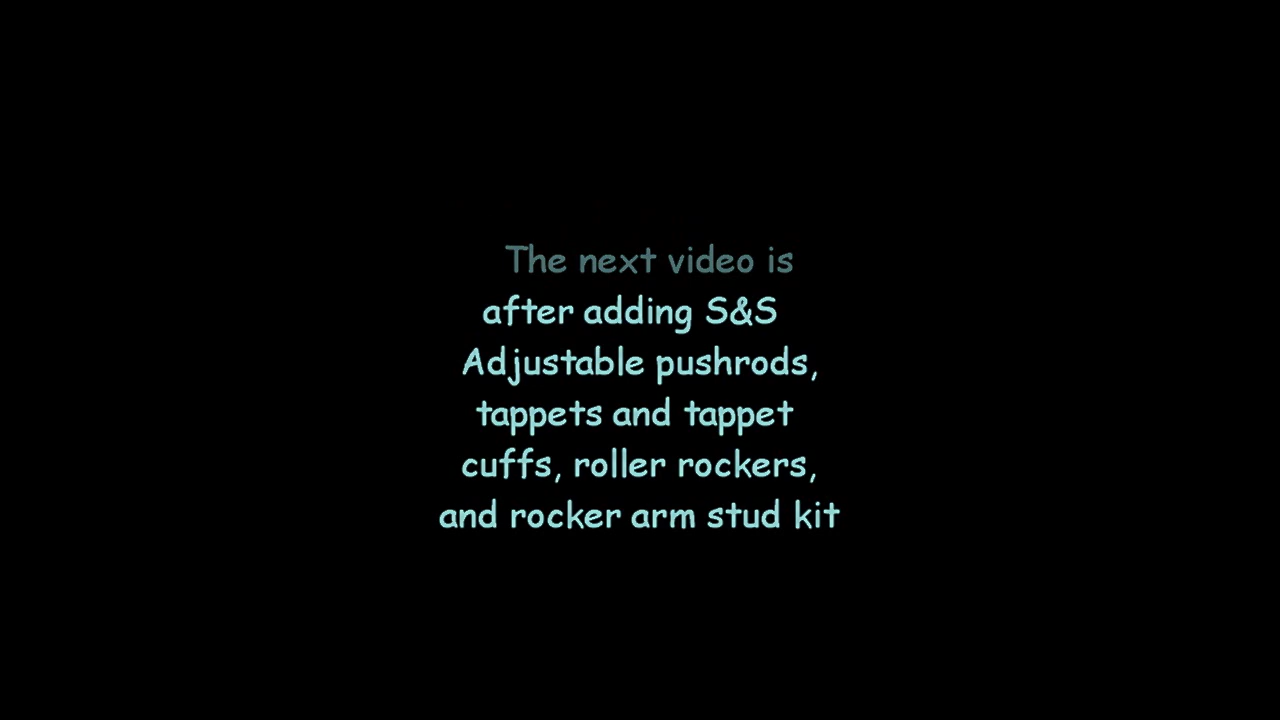 The next video is
after adding S&S
Adjustable pushrods,
tappets and tappet
cuffs, roller rockers,
and rocker arm stud kit